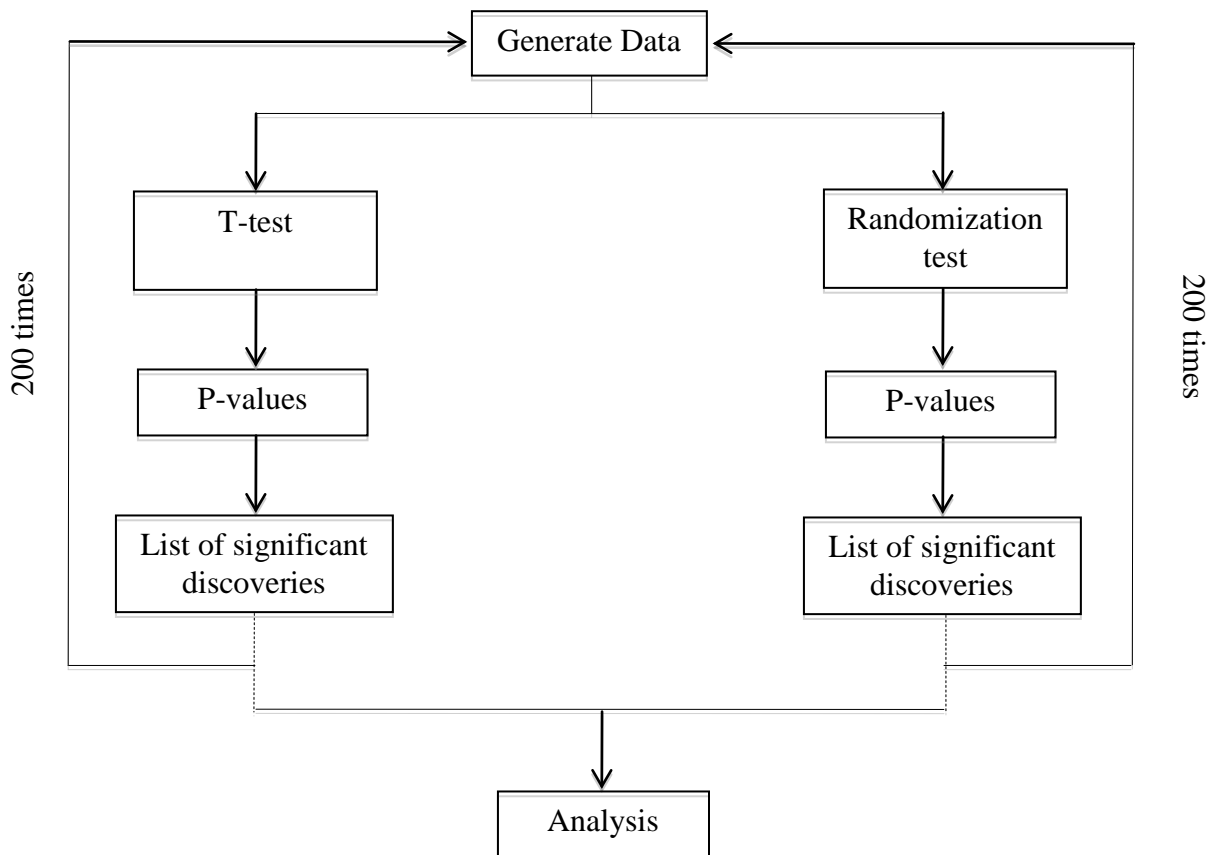 Generate Data
T-test
Randomization
test
200 times
200 times
P-values
P-values
List of significant
discoveries
List of significant
discoveries
Analysis